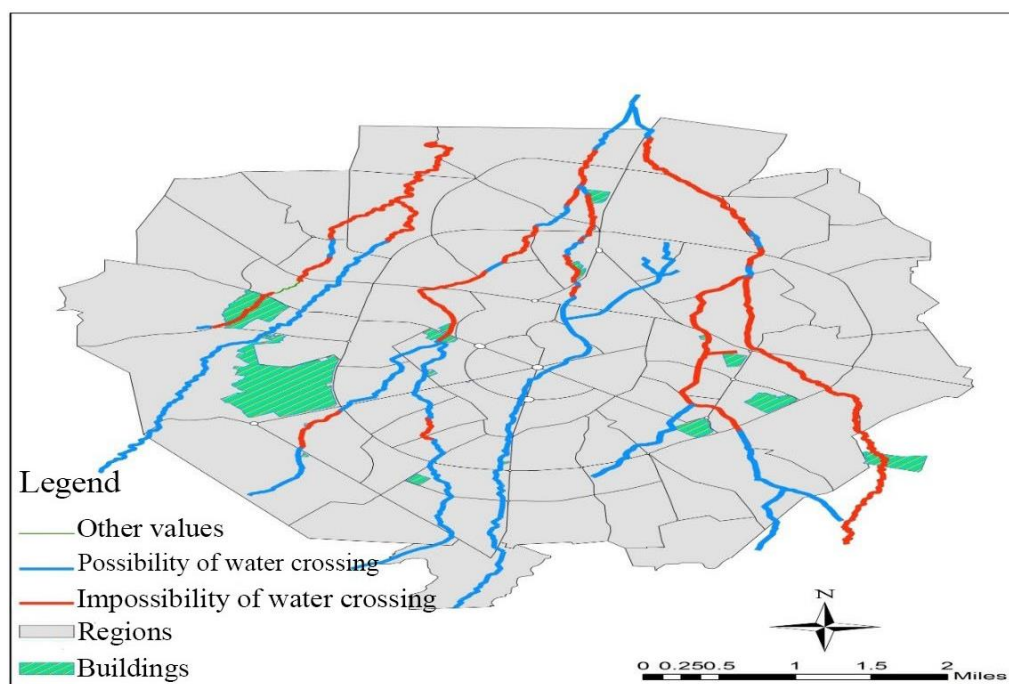 Legend
Other values
Possibility of water crossing
Impossibility of water crossing
Regions
Buildings
N
0 0.250.5 1 1.5 2
Miles